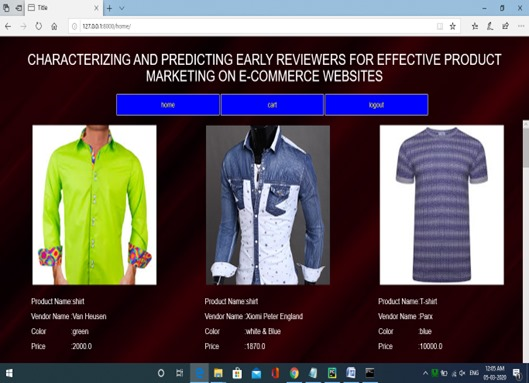 Title
127.0.0.1:8000/home/
CHARACTERIZING AND PREDICTING EARLY REVIEWERS FOR EFFECTIVE PRODUCT
MARKETING ON E-COMMERCE WEBSITES
home cart logout
Product Name:shirt Product Name:shirt Product Name:T-shirt
Vendor Name :Van Heusen Vendor Name :Xiomi Peter England Vendor Name :Parx
Color :green Color :white & Blue Color :blue
Price :2000.0 Price :1870.0 Price :10000.0
12:05 AM
ENG
05-03-2020